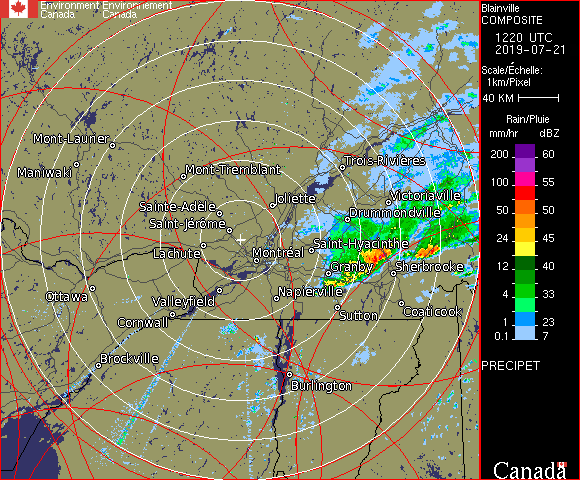 Environment Environnement
Canada Canada
Mont-Laurier
Maniwaki
Mont-Tremblant
Trois-Rivières
Joliette
Victoriaville
Sainte-Adèle
Drummondville
Saint-Jérôme
Saint-Hyacinthe
Lachute
Montréal
Granby
Sherbrooke
Ottawa
Valleyfield
Napierville
Cornwall
Sutton
Coaticook
Brockville
Burlington
Blainville
COMPOSITE
1220 UTC
2019-07-21
Scale/Échelle:
1km/Pixel
40 KM
Rain/Pluie
mm/hr dBZ
200 60
100 55
50 50
24 45
12 40
4 33
1 23
0.1 7
PRECIPET
Canada